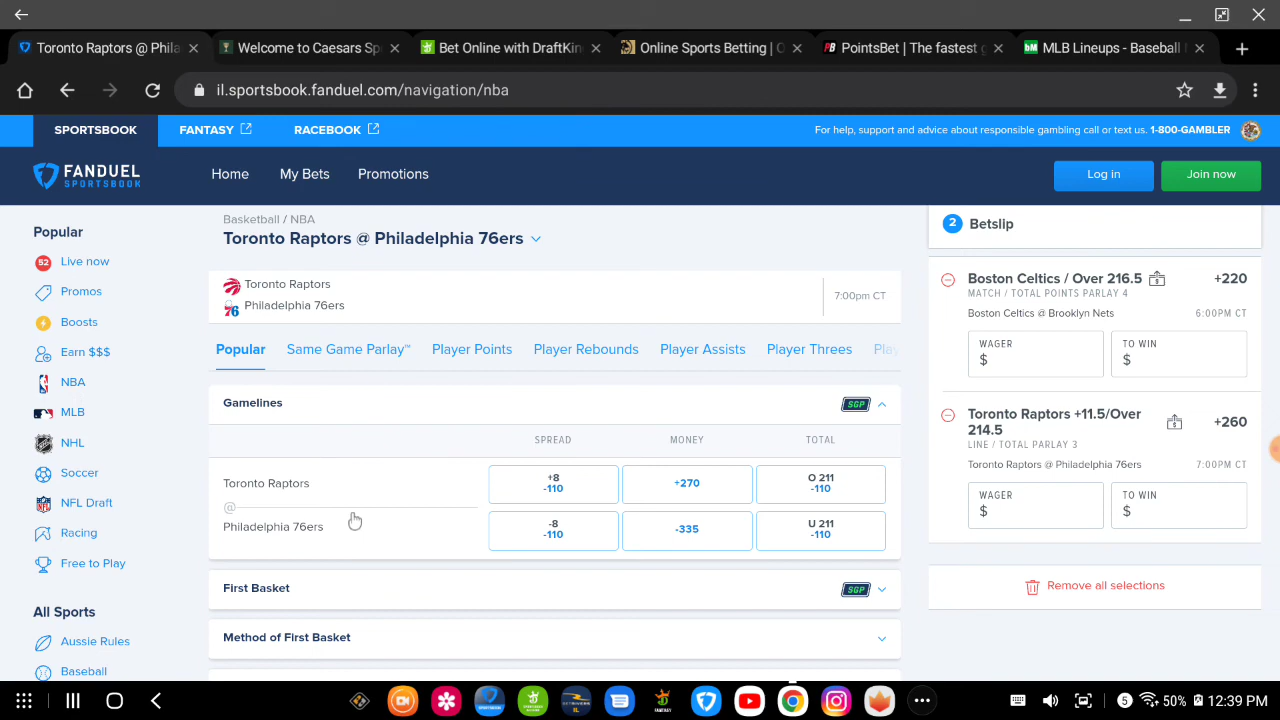 Toronto Raptors @ Phila
Welcome to Caesars Sp
Bet Online with DraftKin
Online Sports Betting | O
PointsBet | The fastest g
MLB Lineups - Baseball
il.sportsbook.fanduel.com/navigation/nba
SPORTSBOOK
FANTASY
RACEBOOK
For help, support and advice about responsible gambling call or text us. 1-800-GAMBLER
FANDUEL
SPORTSBOOK
Home
My Bets
Promotions
Log in
Join now
Popular
52 Live now
Promos
Boosts
Earn $$$
NBA
MLB
NHL
Soccer
NFL Draft
Racing
Free to Play
All Sports
Aussie Rules
Baseball
Basketball / NBA
Toronto Raptors @ Philadelphia 76ers
Toronto Raptors
Philadelphia 76ers
7:00pm CT
Popular
Same Game Parlay™
Player Points
Player Rebounds
Player Assists
Player Threes
Play
Gamelines
SGP
SPREAD
MONEY
TOTAL
Toronto Raptors
+8
-110
+270
O 211
-110
@
Philadelphia 76ers
-8
-110
-335
U 211
-110
First Basket
SGP
Method of First Basket
2 Betslip
Boston Celtics / Over 216.5
+220
MATCH / TOTAL POINTS PARLAY 4
Boston Celtics @ Brooklyn Nets
6:00PM CT
WAGER
$
TO WIN
$
Toronto Raptors +11.5/Over
214.5
+260
LINE / TOTAL PARLAY 3
Toronto Raptors @ Philadelphia 76ers
7:00PM CT
WAGER
$
TO WIN
$
Remove all selections
5
50%
12:39 PM